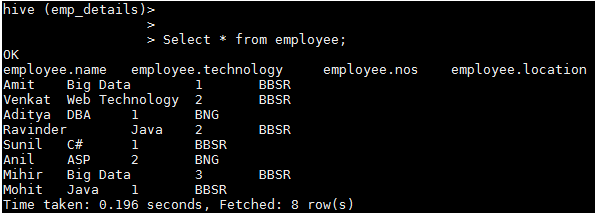 hive (emp_details)>
>
> Select * from employee;
OK
employee.name employee.technology employee.nos employee.location
Amit Big Data 1 BBSR
Venkat Web Technology 2 BBSR
Aditya DBA 1 BNG
Ravinder Java 2 BBSR
Sunil C# 1 BBSR
Anil ASP 2 BNG
Mihir Big Data 3 BBSR
Mohit Java 1 BBSR
Time taken: 0.196 seconds, Fetched: 8 row(s)